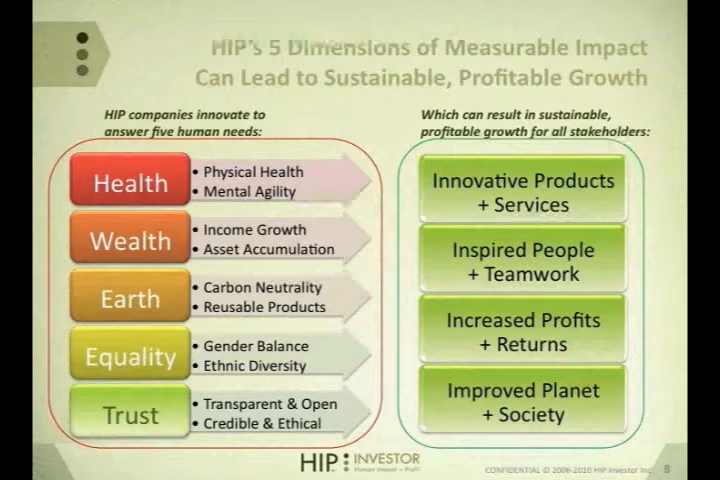 HIP's 5 Dimensions of Measurable Impact
Can Lead to Sustainable, Profitable Growth
HIP companies innovate to
answer five human needs:
Health
• Physical Health
• Mental Agility
Wealth
• Income Growth
• Asset Accumulation
Earth
• Carbon Neutrality
• Reusable Products
Equality
• Gender Balance
• Ethnic Diversity
Trust
• Transparent & Open
• Credible & Ethical
Which can result in sustainable,
profitable growth for all stakeholders:
Innovative Products
+ Services
Inspired People
+ Teamwork
Increased Profits
+ Returns
Improved Planet
+ Society
HIP INVESTOR
Human Impact + Profit
CONFIDENTIAL © 2006-2010 HIP Investor Inc.
8